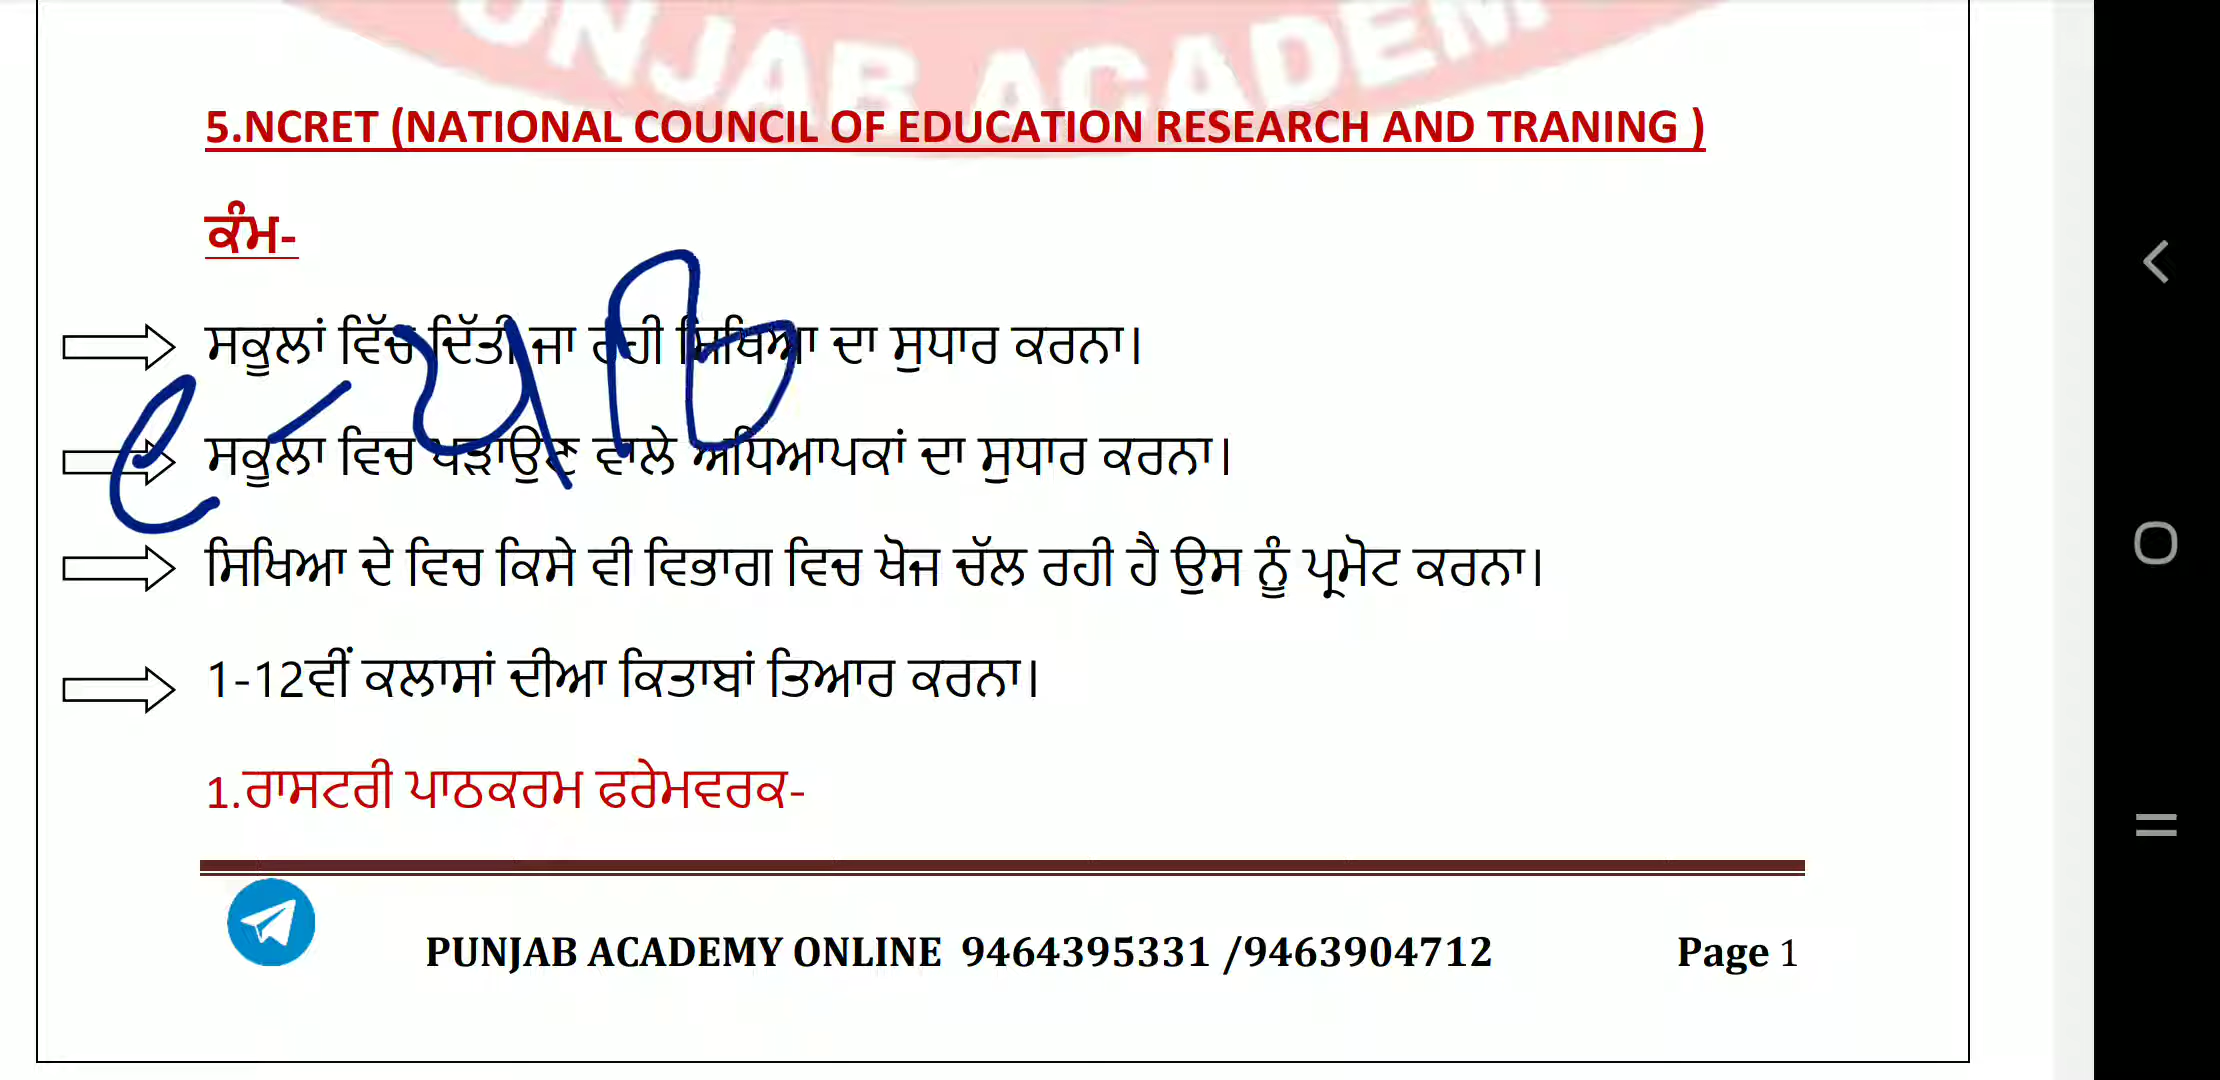 UNJAB ACADEM
5.NCRET (NATIONAL COUNCIL OF EDUCATION RESEARCH AND TRANING )
ਕੰਮ-
ਸਕੂਲਾਂ ਵਿੱਚ ਦਿੱਤੀ ਜਾ ਰਹੀ ਸਿਖਿਆ ਦਾ ਸੁਧਾਰ ਕਰਨਾ।
ਸਕੂਲਾ ਵਿਚ ਪੜਾਉਣ ਵਾਲੇ ਅਧਿਆਪਕਾਂ ਦਾ ਸੁਧਾਰ ਕਰਨਾ।
ਸਿਖਿਆ ਦੇ ਵਿਚ ਕਿਸੇ ਵੀ ਵਿਭਾਗ ਵਿਚ ਖੋਜ ਚੱਲ ਰਹੀ ਹੈ ਉਸ ਨੂੰ ਪ੍ਰਮੋਟ ਕਰਨਾ।
1-12ਵੀਂ ਕਲਾਸਾਂ ਦੀਆ ਕਿਤਾਬਾਂ ਤਿਆਰ ਕਰਨਾ।
1.ਰਾਸਟਰੀ ਪਾਠਕਰਮ ਫਰੇਮਵਰਕ-
PUNJAB ACADEMY ONLINE 9464395331 /9463904712 Page 1